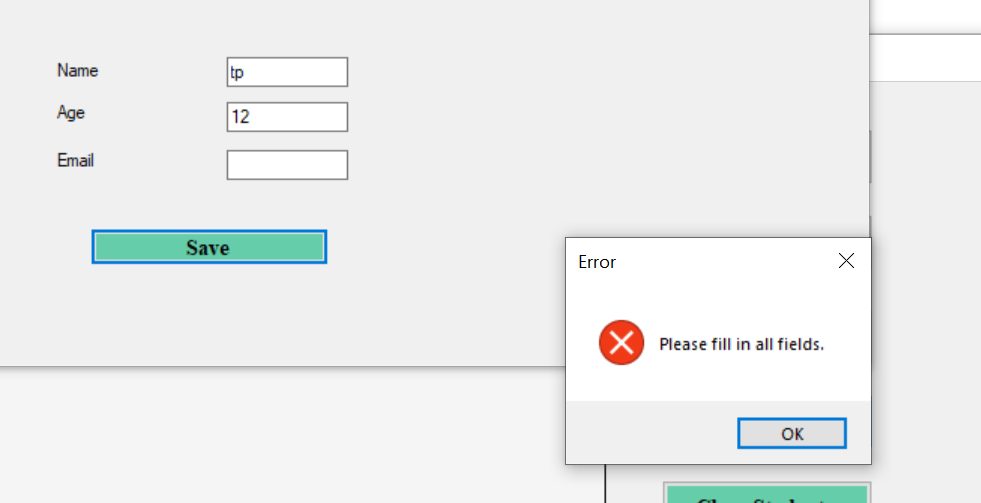 Name
tp
Age
12
Email
Save
Error
Please fill in all fields.
OK